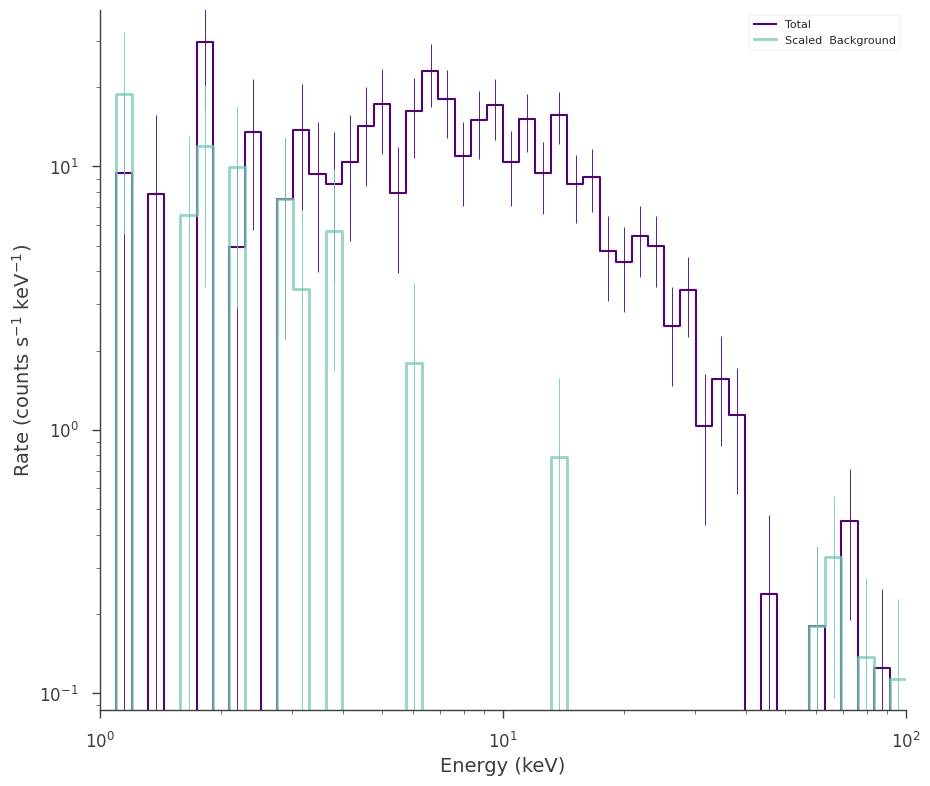 Total
Scaled  Background
Rate (counts s⁻¹ keV⁻¹)
10¹
10⁰
10⁻¹
10⁰ 10¹ 10²
Energy (keV)